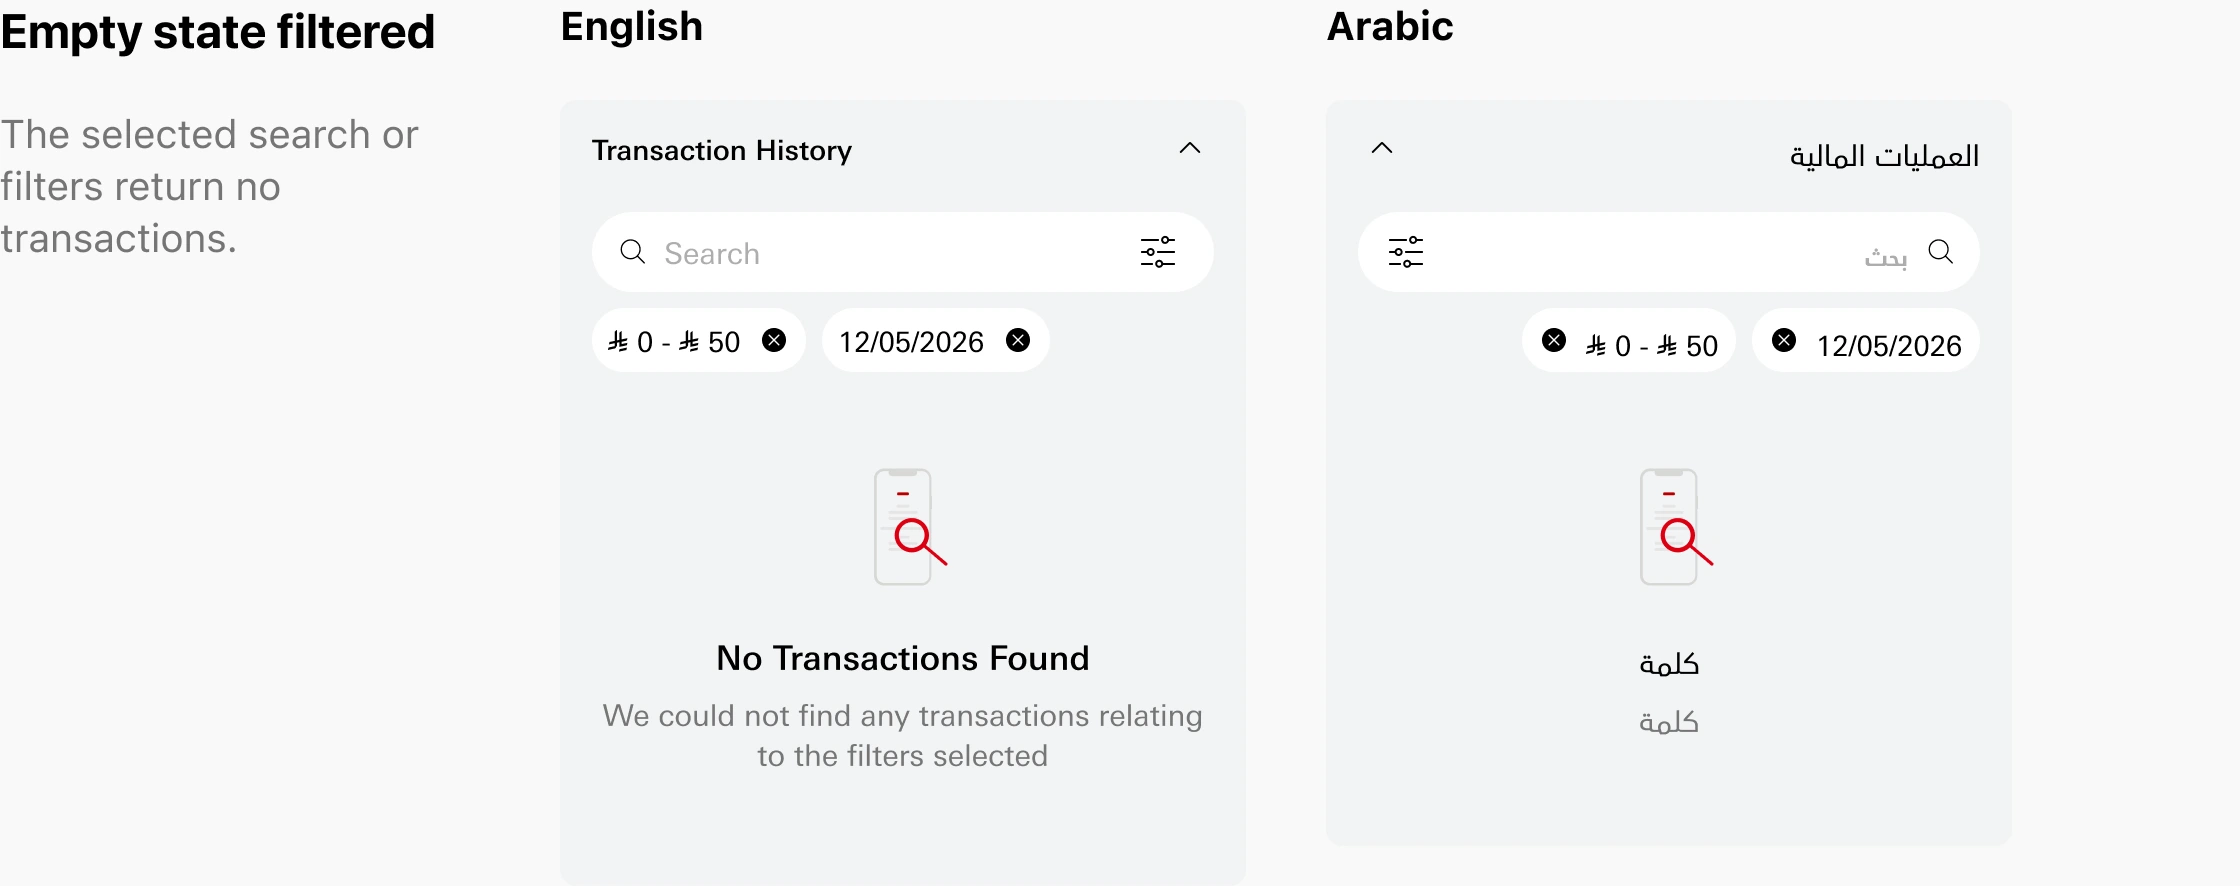 Empty state filtered
The selected search or
filters return no
transactions.
English
Transaction History
Search
⃁ 0 - ⃁ 50
12/05/2026
No Transactions Found
We could not find any transactions relating
to the filters selected
Arabic
العمليات المالية
بحث
12/05/2026
⃁ 0 - ⃁ 50
كلمة
كلمة